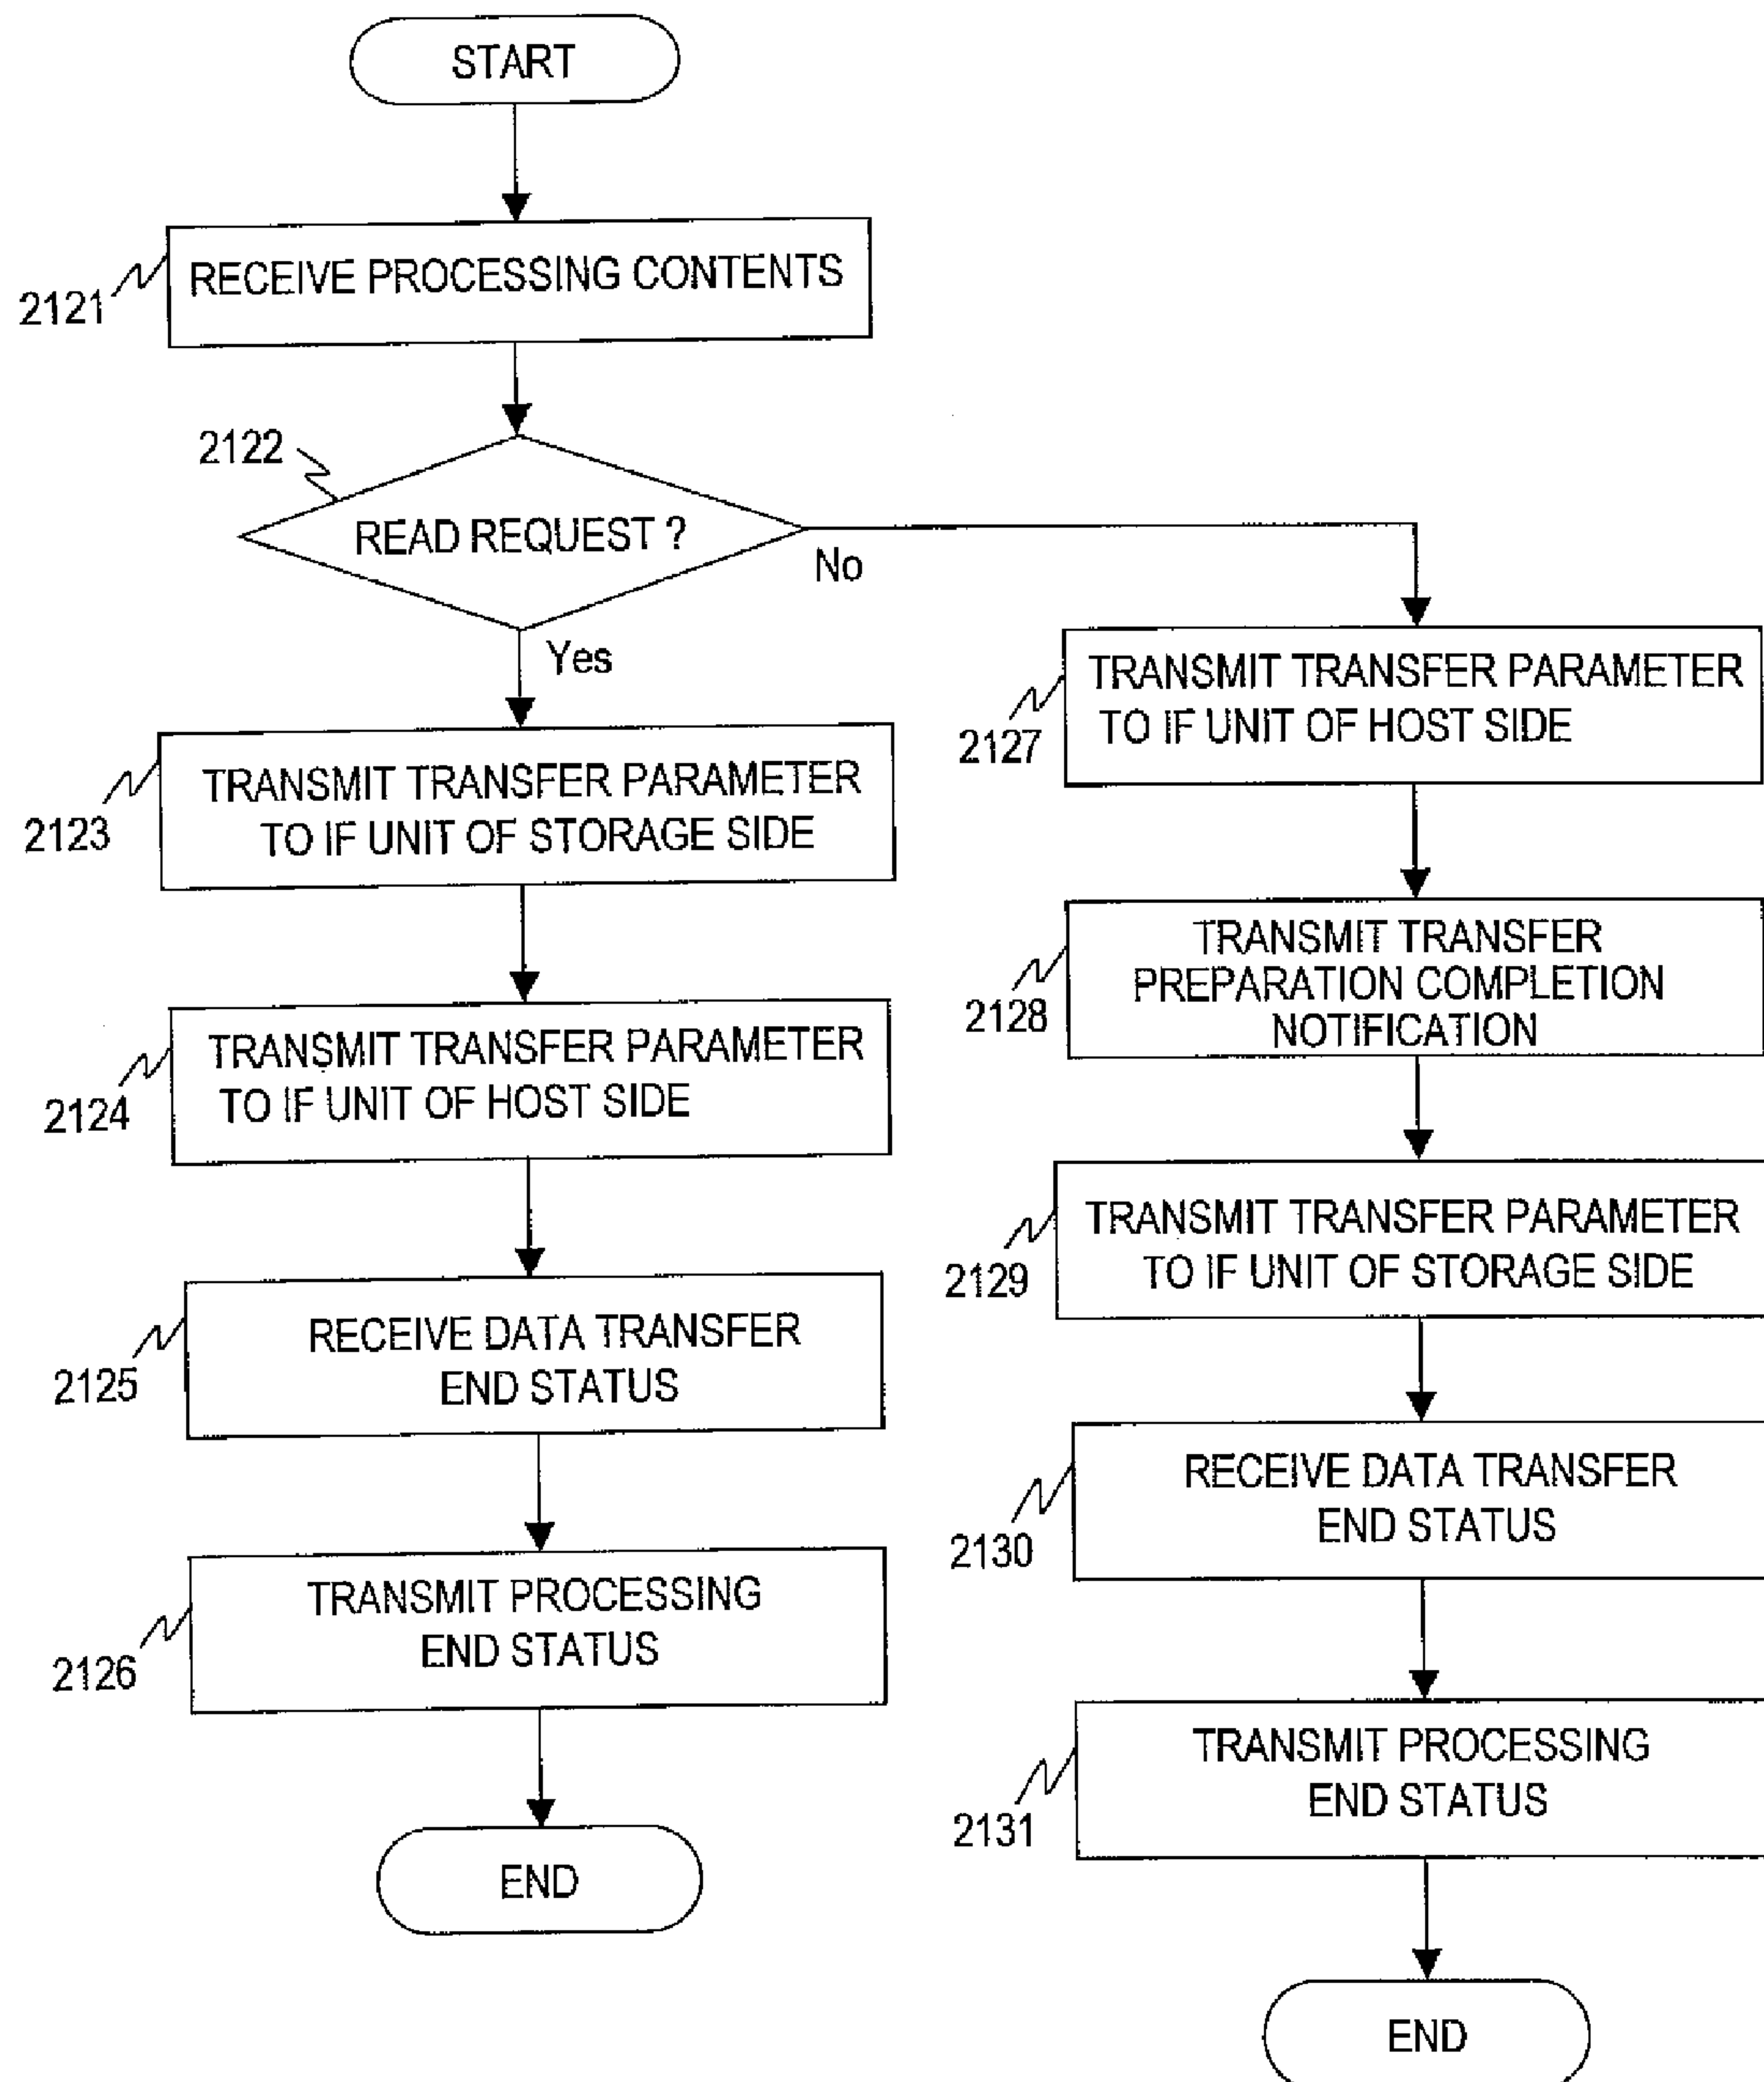 START
RECEIVE PROCESSING CONTENTS
2121
2122
READ REQUEST ?
No
Yes
TRANSMIT TRANSFER PARAMETER
TO IF UNIT OF STORAGE SIDE
2123
TRANSMIT TRANSFER PARAMETER
TO IF UNIT OF HOST SIDE
2124
RECEIVE DATA TRANSFER
END STATUS
2125
TRANSMIT PROCESSING
END STATUS
2126
END
TRANSMIT TRANSFER PARAMETER
TO IF UNIT OF HOST SIDE
2127
TRANSMIT TRANSFER
PREPARATION COMPLETION
NOTIFICATION
2128
TRANSMIT TRANSFER PARAMETER
TO IF UNIT OF STORAGE SIDE
2129
RECEIVE DATA TRANSFER
END STATUS
2130
TRANSMIT PROCESSING
END STATUS
2131
END